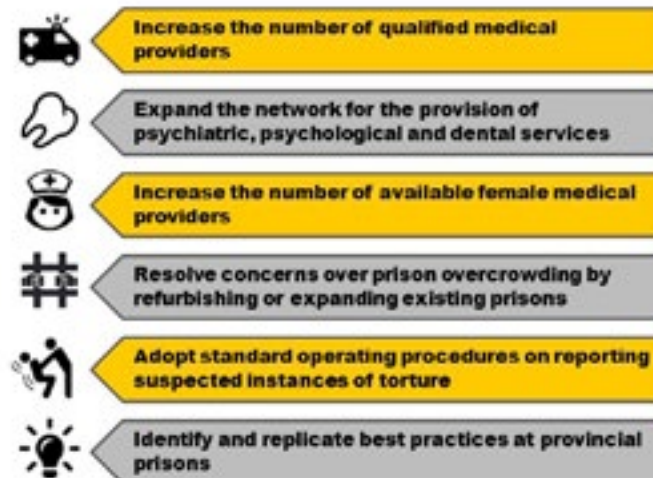 Increase the number of qualified medical
providers
Expand the network for the provision of
psychiatric, psychological and dental services
Increase the number of available female medical
providers
Resolve concerns over prison overcrowding by
refurbishing or expanding existing prisons
Adopt standard operating procedures on reporting
suspected instances of torture
Identify and replicate best practices at provincial
prisons